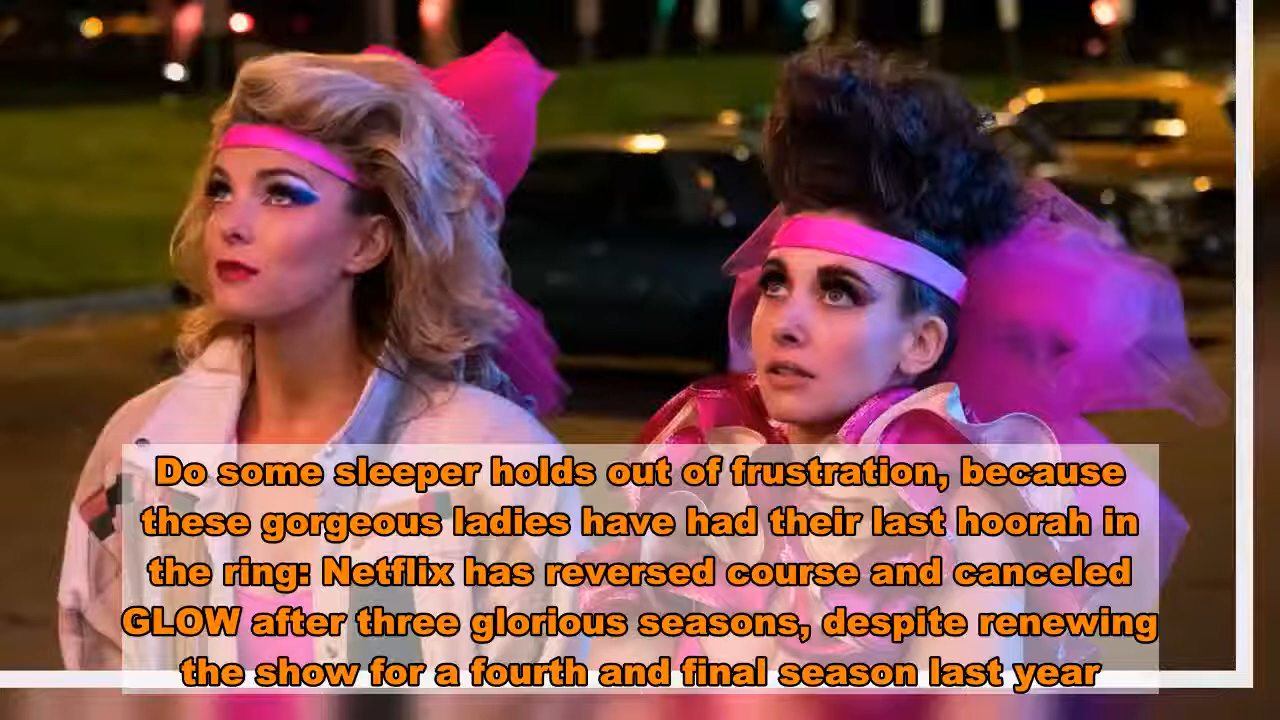 Do some sleeper holds out of frustration, because
these gorgeous ladies have had their last hoorah in
the ring: Netflix has reversed course and canceled
GLOW after three glorious seasons, despite renewing
the show for a fourth and final season last year